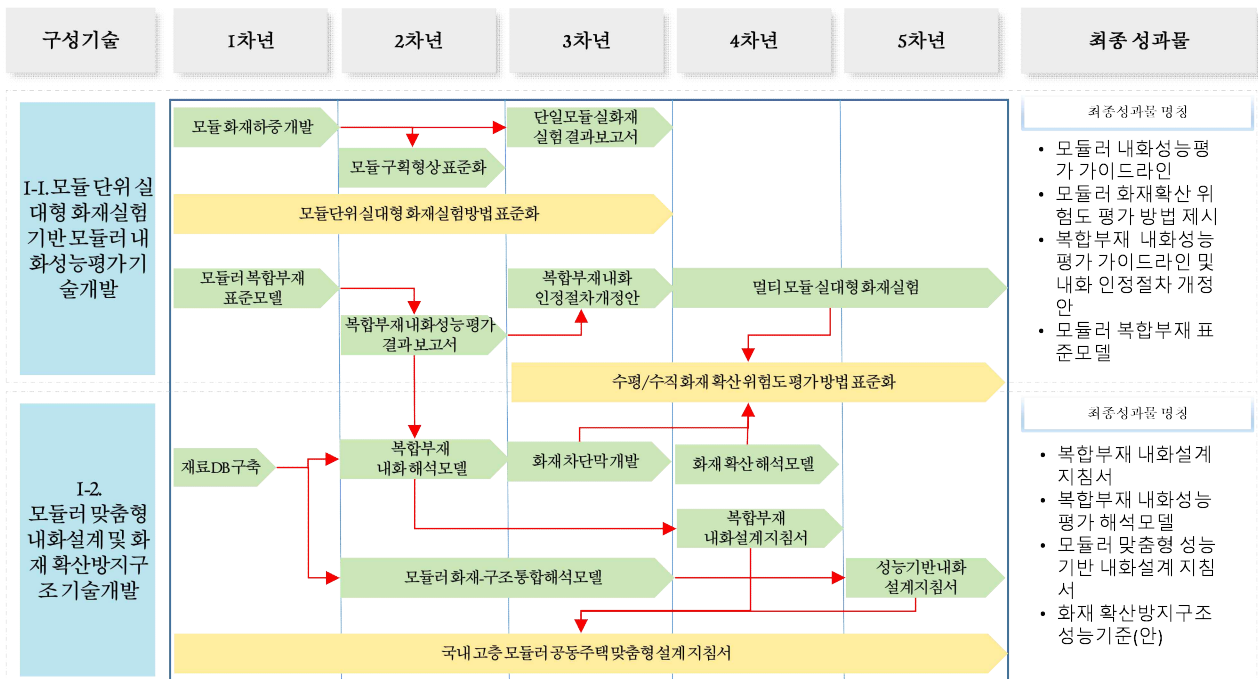 구성기술
1차년
2차년
3차년
4차년
5차년
최종 성과물
I-1. 모듈 단위 실
대형 화재실험
기반 모듈러 내
화성능평가 기
술개발
모듈 화재하중 개발
단일모듈 실화재
실험 결과보고서
모듈 구획형상 표준화
모듈단위 실대형 화재실험방법 표준화
모듈러 복합부재
표준모델
복합부재 내화
인정절차 개정안
멀티 모듈 실대형 화재실험
복합부재 내화성능평가
결과 보고서
수평/수직 화재 확산 위험도 평가 방법 표준화
최종성과물 명칭
• 모듈러 내화성능평
가 가이드라인
• 모듈러 화재확산 위
험도 평가 방법 제시
• 복합부재 내화성능
평가 가이드라인 및
내화 인정절차 개정
안
• 모듈러 복합부재 표
준모델
I-2.
모듈러 맞춤형
내화설계 및 화
재 확산방지구
조 기술개발
재료DB 구축
복합부재
내화 해석모델
화재 차단막 개발
화재 확산 해석모델
복합부재
내화설계 지침서
모듈러 화재-구조 통합해석모델
성능기반 내화
설계지침서
국내 고층 모듈러 공동주택 맞춤형 설계 지침서
최종성과물 명칭
• 복합부재 내화설계
지침서
• 복합부재 내화성능
평가 해석모델
• 모듈러 맞춤형 성능
기반 내화설계 지침
서
• 화재 확산방지구조
성능기준(안)